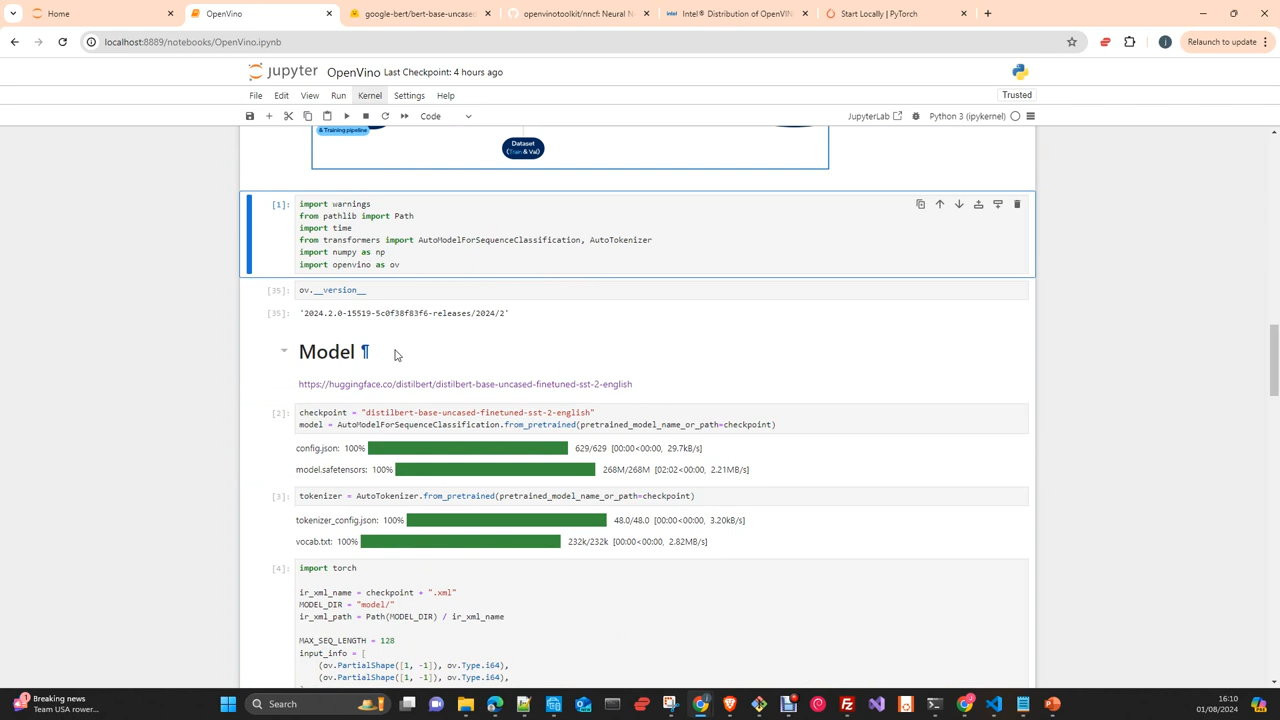 Home
OpenVino
google-bert/bert-base-uncased
openvinotoolkit/nncf: Neural N
Intel® Distribution of OpenVIN
Start Locally | PyTorch
localhost:8889/notebooks/OpenVino.ipynb
Relaunch to update
jupyter OpenVino Last Checkpoint: 4 hours ago
File Edit View Run Kernel Settings Help
Trusted
Code
JupyterLab
Python 3 (ipykernel)
& Training pipeline
Dataset
(Train & Val)
[1]:
import warnings
from pathlib import Path
import time
from transformers import AutoModelForSequenceClassification, AutoTokenizer
import numpy as np
import openvino as ov
[35]: ov.__version__
[35]: '2024.2.0-15519-5c0f38f83f6-releases/2024/2'
Model ¶
https://huggingface.co/distilbert/distilbert-base-uncased-finetuned-sst-2-english
[2]: checkpoint = "distilbert-base-uncased-finetuned-sst-2-english"
model = AutoModelForSequenceClassification.from_pretrained(pretrained_model_name_or_path=checkpoint)
config.json: 100% 629/629 [00:00<00:00, 29.7kB/s]
model.safetensors: 100% 268M/268M [02:02<00:00, 2.21MB/s]
[3]: tokenizer = AutoTokenizer.from_pretrained(pretrained_model_name_or_path=checkpoint)
tokenizer_config.json: 100% 48.0/48.0 [00:00<00:00, 3.20kB/s]
vocab.txt: 100% 232k/232k [00:00<00:00, 2.82MB/s]
[4]: import torch
ir_xml_name = checkpoint + ".xml"
MODEL_DIR = "model/"
ir_xml_path = Path(MODEL_DIR) / ir_xml_name
MAX_SEQ_LENGTH = 128
input_info = [
(ov.PartialShape([1, -1]), ov.Type.i64),
(ov.PartialShape([1, -1]), ov.Type.i64),
Breaking news
Team USA rower...
Search
16:10
01/08/2024